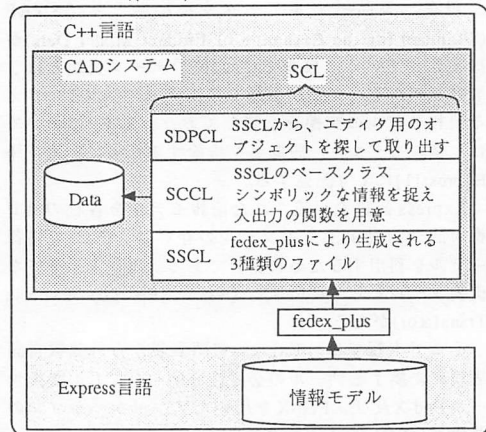 C++言語
CADシステム
SCL
SDPCL
SSCLから、エディタ用のオ
ブジェクトを探して取り出す
Data
SCCL
SSCLのベースクラス
シンボリックな情報を捉え
入出力の関数を用意
SSCL
fedex_plusにより生成される
3種類のファイル
fedex_plus
Express言語
情報モデル